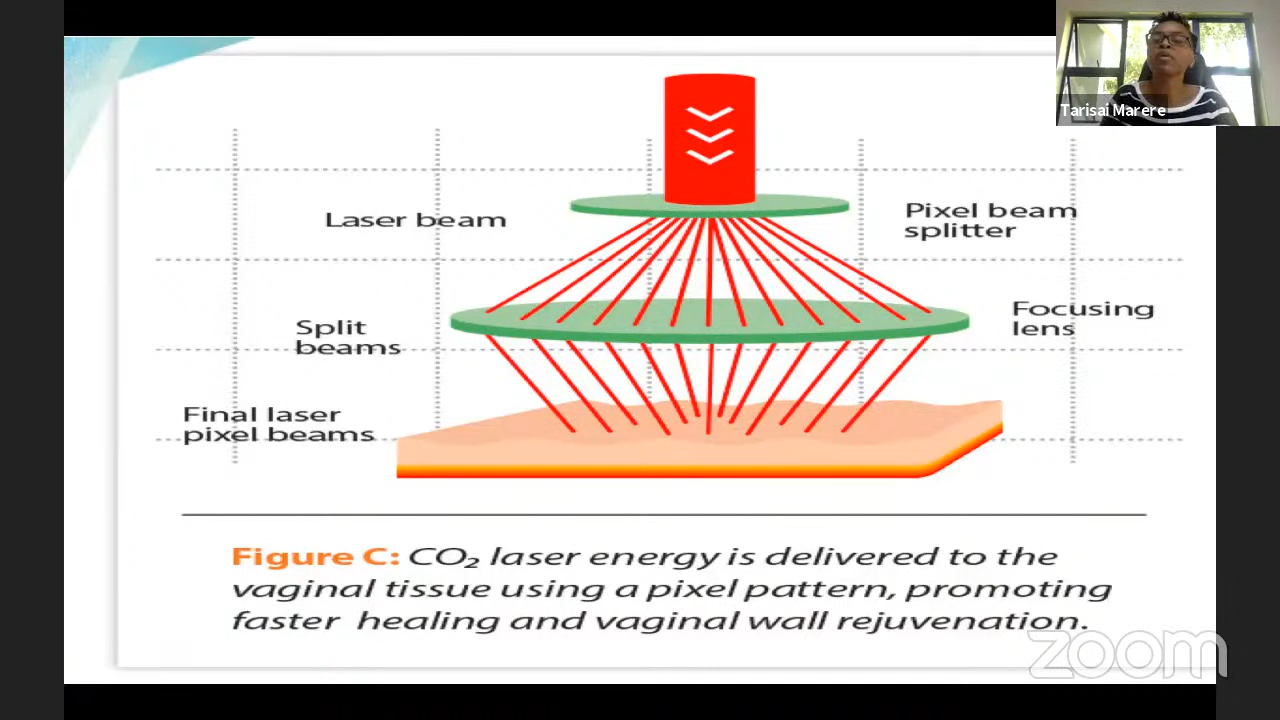 Tarisai Marere
Laser beam
Pixel beam
splitter
Split
beams
Focusing
lens
Final laser
pixel beams
Figure C: CO₂ laser energy is delivered to the
vaginal tissue using a pixel pattern, promoting
faster healing and vaginal wall rejuvenation.
zoom